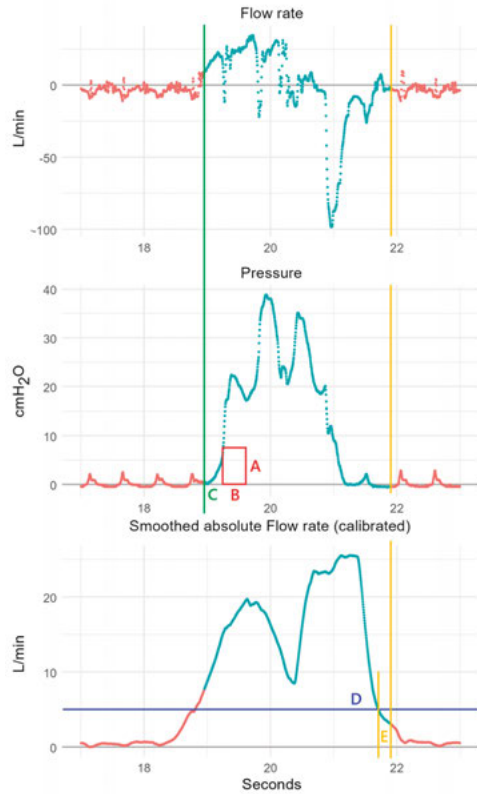 Flow rate
L/min
0
-50
-100
18
20
22
Pressure
cmH₂O
40
30
20
10
0
A
B
C
18
20
22
Smoothed absolute Flow rate (calibrated)
L/min
20
10
0
D
E
18
20
22
Seconds